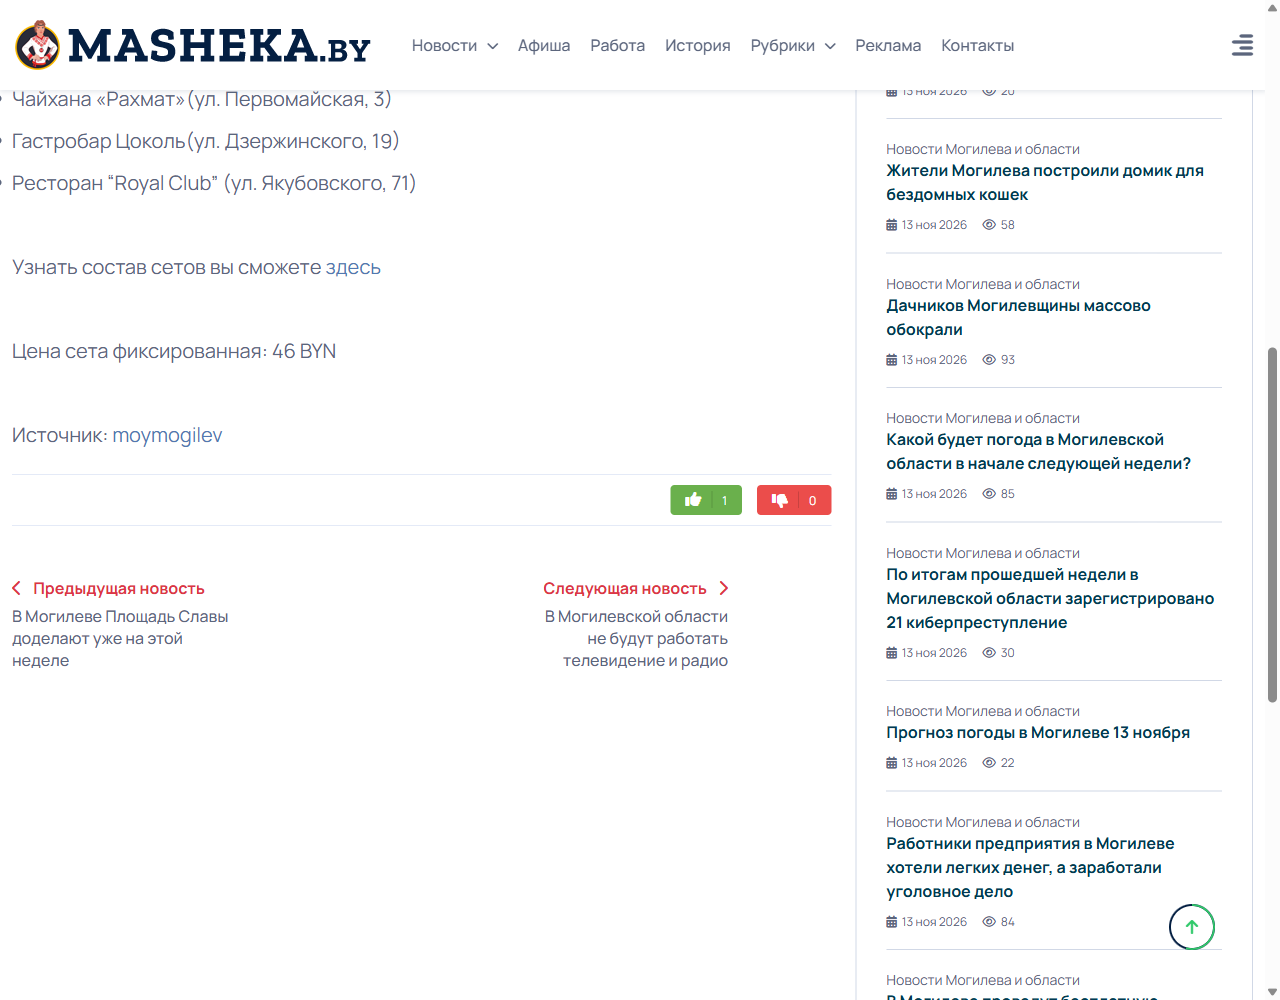 MASHEKA.BY
Новости
Афиша
Работа
История
Рубрики
Реклама
Контакты
Чайхана «Рахмат»(ул. Первомайская, 3)
Гастробар Цоколь(ул. Дзержинского, 19)
Ресторан “Royal Club” (ул. Якубовского, 71)
Узнать состав сетов вы сможете здесь
Цена сета фиксированная: 46 BYN
Источник: moymogilev
1
0
Предыдущая новость
В Могилеве Площадь Славы
доделают уже на этой
неделе
Следующая новость
В Могилевской области
не будут работать
телевидение и радио
13 ноя 2026 20
Новости Могилева и области
Жители Могилева построили домик для
бездомных кошек
13 ноя 2026 58
Новости Могилева и области
Дачников Могилевщины массово
обокрали
13 ноя 2026 93
Новости Могилева и области
Какой будет погода в Могилевской
области в начале следующей недели?
13 ноя 2026 85
Новости Могилева и области
По итогам прошедшей недели в
Могилевской области зарегистрировано
21 киберпреступление
13 ноя 2026 30
Новости Могилева и области
Прогноз погоды в Могилеве 13 ноября
13 ноя 2026 22
Новости Могилева и области
Работники предприятия в Могилеве
хотели легких денег, а заработали
уголовное дело
13 ноя 2026 84
Новости Могилева и области
В Могилеве проведут бесплатную